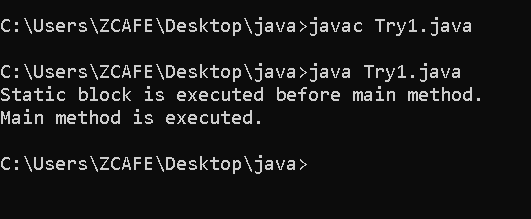 C:\Users\ZCAFE\Desktop\java>javac Try1.java
C:\Users\ZCAFE\Desktop\java>java Try1.java
Static block is executed before main method.
Main method is executed.
C:\Users\ZCAFE\Desktop\java>